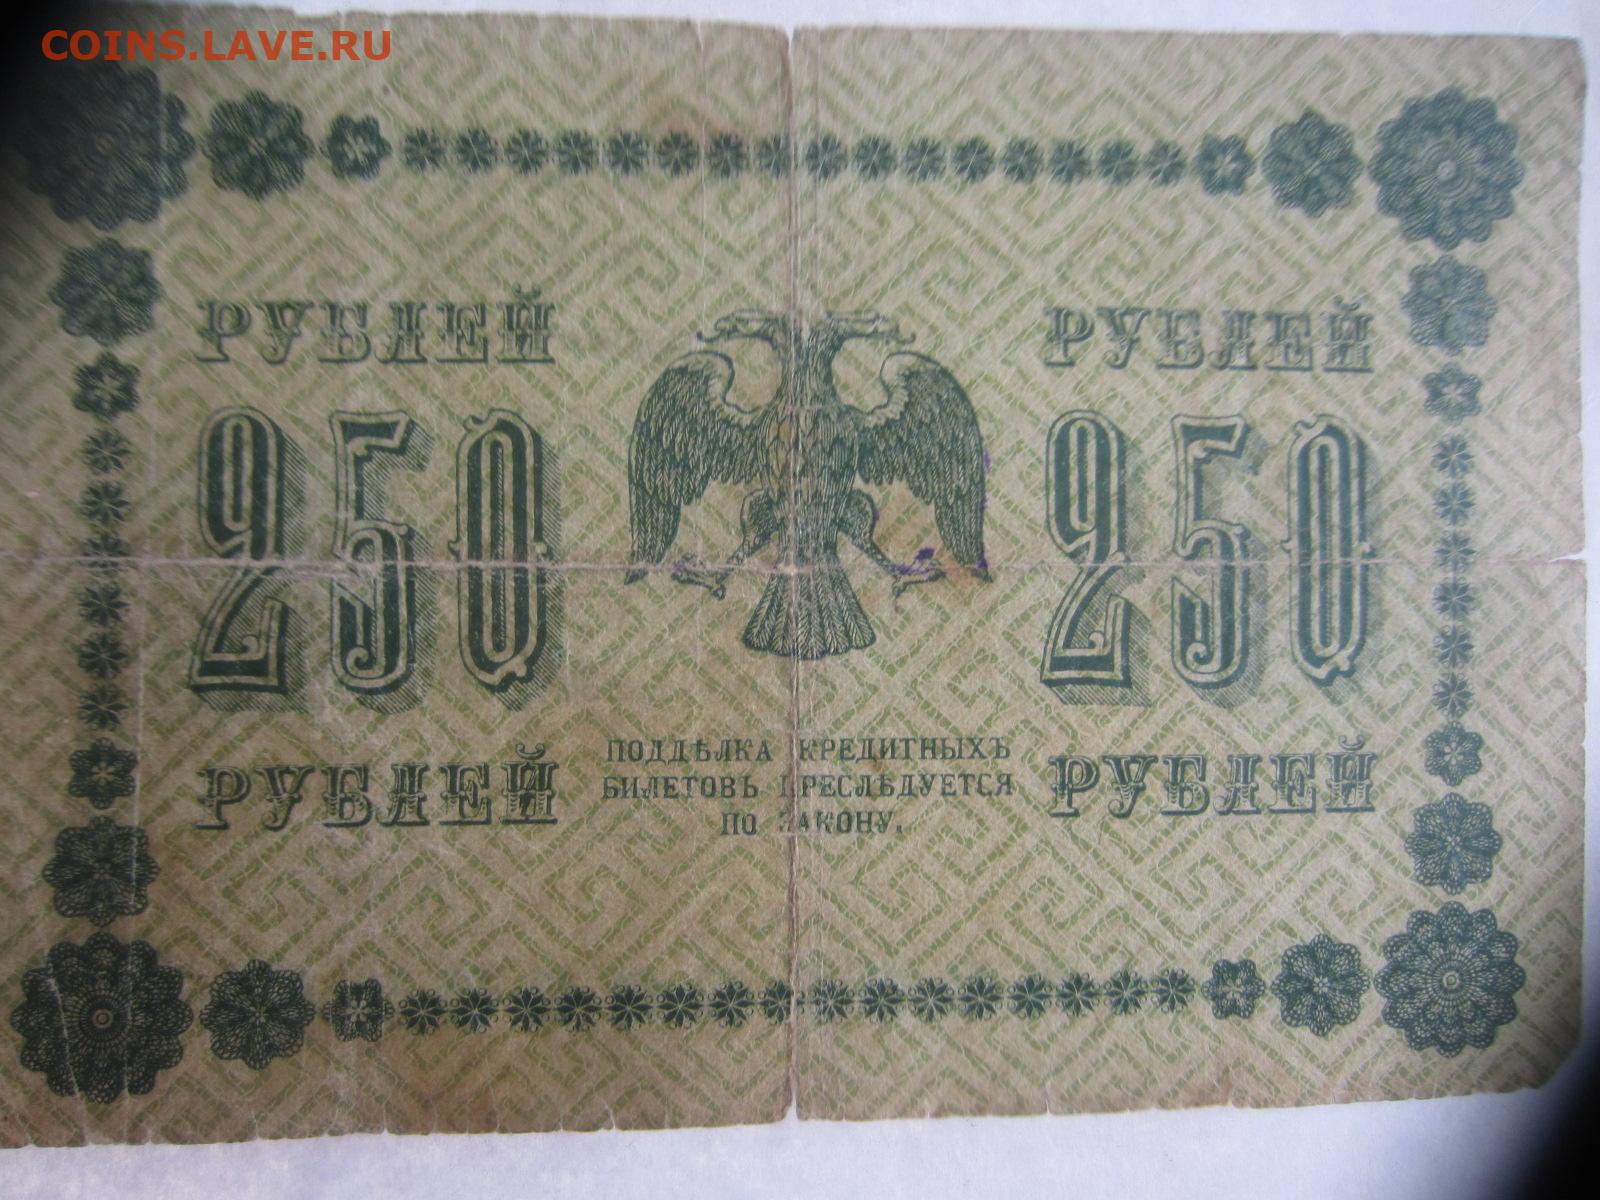 COINS.LAVE.RU
РУБЛЕЙ
РУБЛЕЙ
250
250
РУБЛЕЙ
РУБЛЕЙ
ПОДДѢЛКА КРЕДИТНЫХЪ
БИЛЕТОВЪ ПРЕСЛѢДУЕТСЯ
ПО ЗАКОНУ.